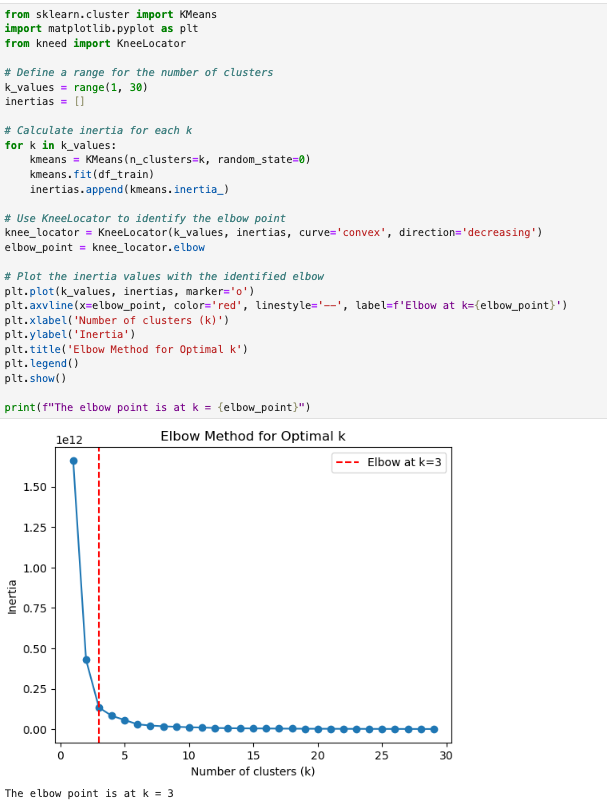 from sklearn.cluster import KMeans
import matplotlib.pyplot as plt
from kneed import KneeLocator

# Define a range for the number of clusters
k_values = range(1, 30)
inertias = []

# Calculate inertia for each k
for k in k_values:
    kmeans = KMeans(n_clusters=k, random_state=0)
    kmeans.fit(df_train)
    inertias.append(kmeans.inertia_)

# Use KneeLocator to identify the elbow point
knee_locator = KneeLocator(k_values, inertias, curve='convex', direction='decreasing')
elbow_point = knee_locator.elbow

# Plot the inertia values with the identified elbow
plt.plot(k_values, inertias, marker='o')
plt.axvline(x=elbow_point, color='red', linestyle='--', label=f'Elbow at k={elbow_point}')
plt.xlabel('Number of clusters (k)')
plt.ylabel('Inertia')
plt.title('Elbow Method for Optimal k')
plt.legend()
plt.show()

print(f"The elbow point is at k = {elbow_point}")
Elbow Method for Optimal k
1e12
Elbow at k=3
1.50
1.25
1.00
0.75
0.50
0.25
0.00
Inertia
0 5 10 15 20 25 30
Number of clusters (k)
The elbow point is at k = 3